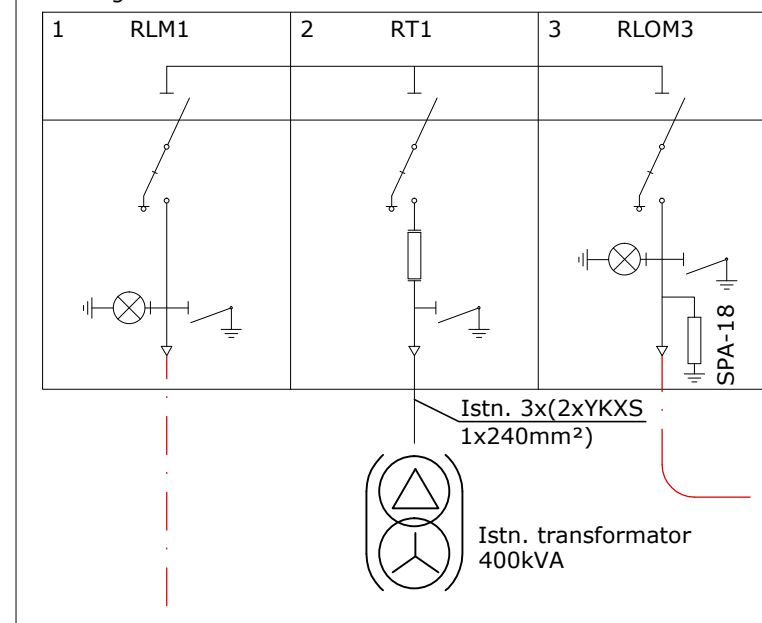 1 RLM1
2 RT1
3 RLOM3
SPA-18
Istn. 3x(2xYKXS
1x240mm²)
Istn. transformator
400kVA